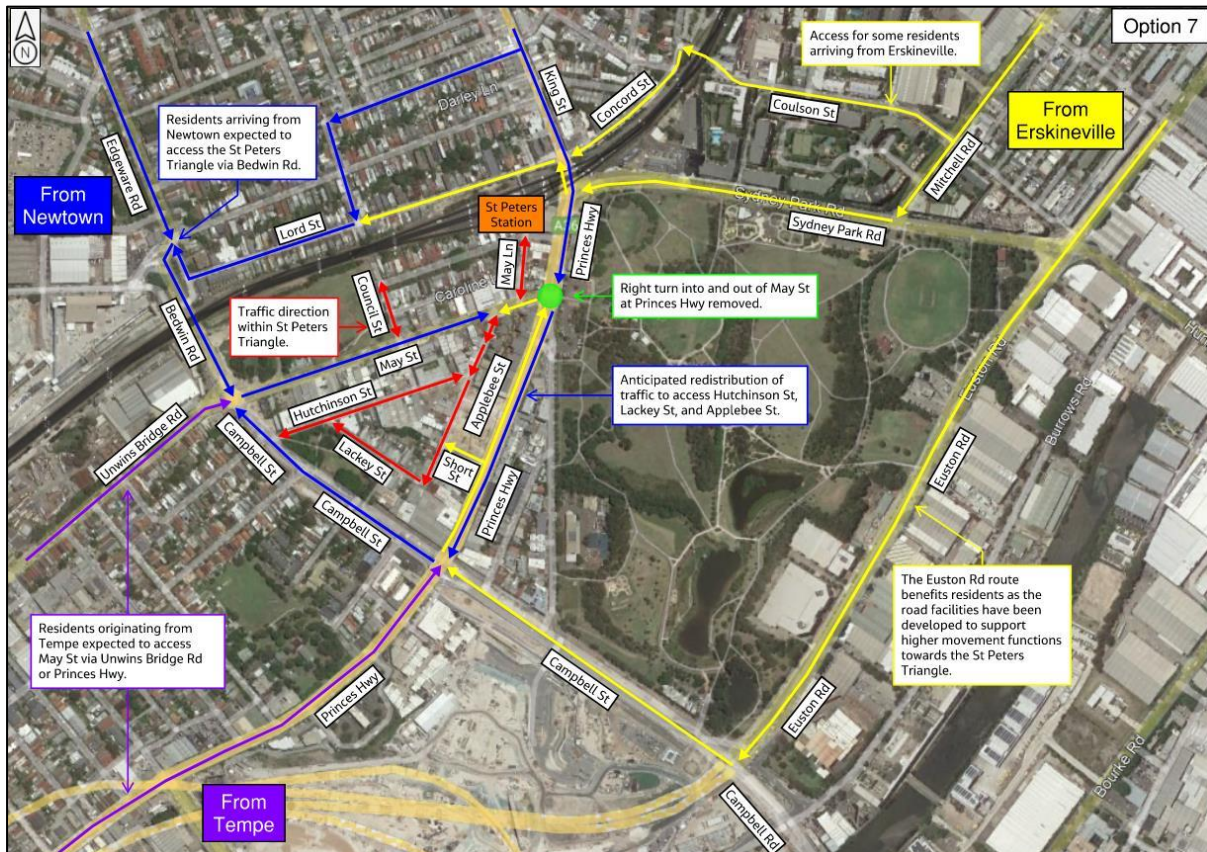 Option 7
N
Access for some residents
arriving from Erskineville.
King St
Concord St
Coulson St
From
Erskineville
Darley Ln
Residents arriving from
Newtown expected to
access the St Peters
Triangle via Bedwin Rd.
Edgeware Rd
Mitchell Rd
From
Newtown
St Peters
Station
Sydney Park Rd
Sydney Park Rd
Lord St
Princes Hwy
May Ln
Council St
Caroline
Right turn into and out of May St
at Princes Hwy removed.
Traffic direction
within St Peters
Triangle.
Bedwin Rd
May St
Euston Rd
Burrows Rd
Hutchinson St
Applebee St
Anticipated redistribution of
traffic to access Hutchinson St,
Lackey St, and Applebee St.
Unwins Bridge Rd
Campbell St
Lackey St
Short
St
Princes Hwy
Euston Rd
Campbell St
The Euston Rd route
benefits residents as the
road facilities have been
developed to support
higher movement functions
towards the St Peters
Triangle.
Residents originating from
Tempe expected to access
May St via Unwins Bridge Rd
or Princes Hwy.
Princes Hwy
Campbell St
Euston Rd
Bourke Rd
From
Tempe
Campbell Rd